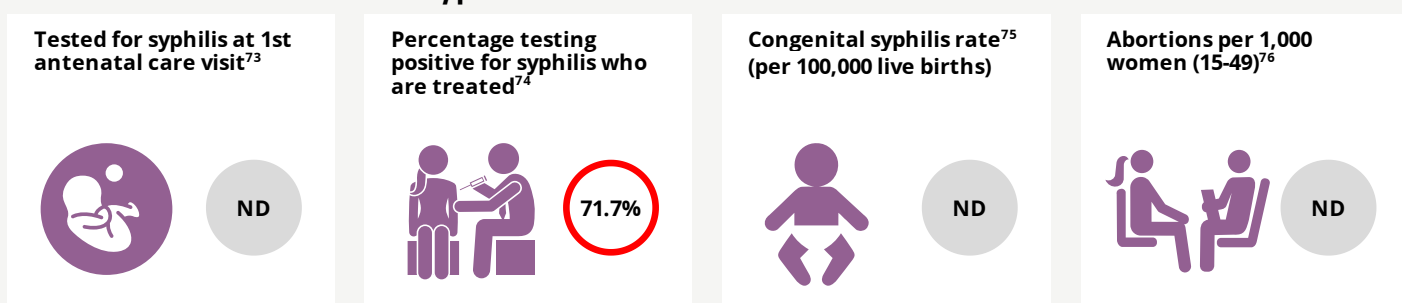 Tested for syphilis at 1st
antenatal care visit73
ND
Percentage testing
positive for syphilis who
are treated74
71.7%
Congenital syphilis rate75
(per 100,000 live births)
ND
Abortions per 1,000
women (15-49)76
ND